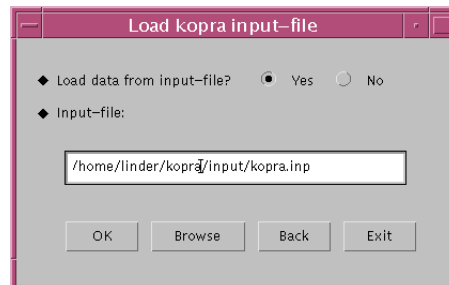 Load kopra input-file
Load data from input-file? Yes No
Input-file:
/home/linder/kopra/input/kopra.inp
OK Browse Back Exit